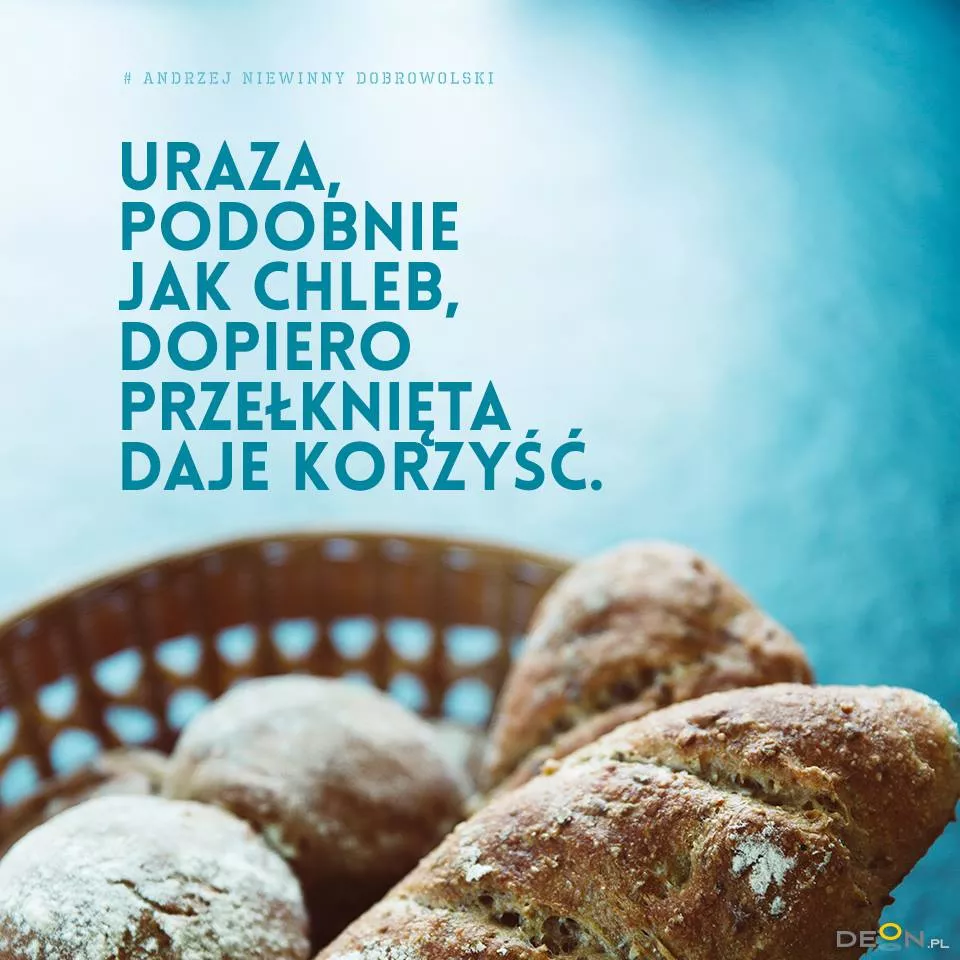 # ANDRZEJ NIEWINNY DOBROWOLSKI
URAZA,
PODOBNIE
JAK CHLEB,
DOPIERO
PRZEŁKNIĘTA
DAJE KORZYŚĆ.
DEON.PL